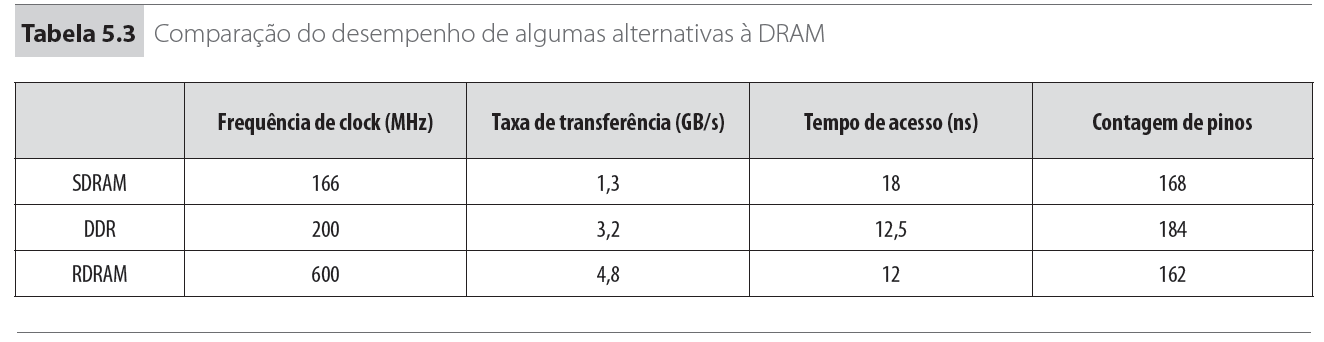 Tabela 5.3 Comparação do desempenho de algumas alternativas à DRAM
Frequência de clock (MHz) Taxa de transferência (GB/s) Tempo de acesso (ns) Contagem de pinos
SDRAM 166 1,3 18 168
DDR 200 3,2 12,5 184
RDRAM 600 4,8 12 162